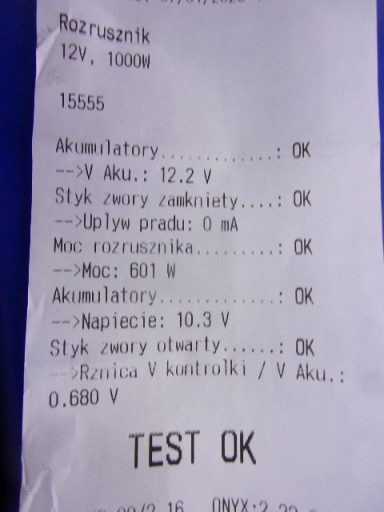 Rozrusznik
12V, 1000W
15555
Akumulatory............: OK
-->V Aku.: 12.2 V
Styk zwory zamkniety....: OK
-->Uplyw pradu: 0 mA
Moc rozrusznika.........: OK
-->Moc: 601 W
Akumulatory.............: OK
-->Napiecie: 10.3 V
Styk zwory otwarty......: OK
-->Rznica V kontrolki / V Aku.:
0.680 V
TEST OK